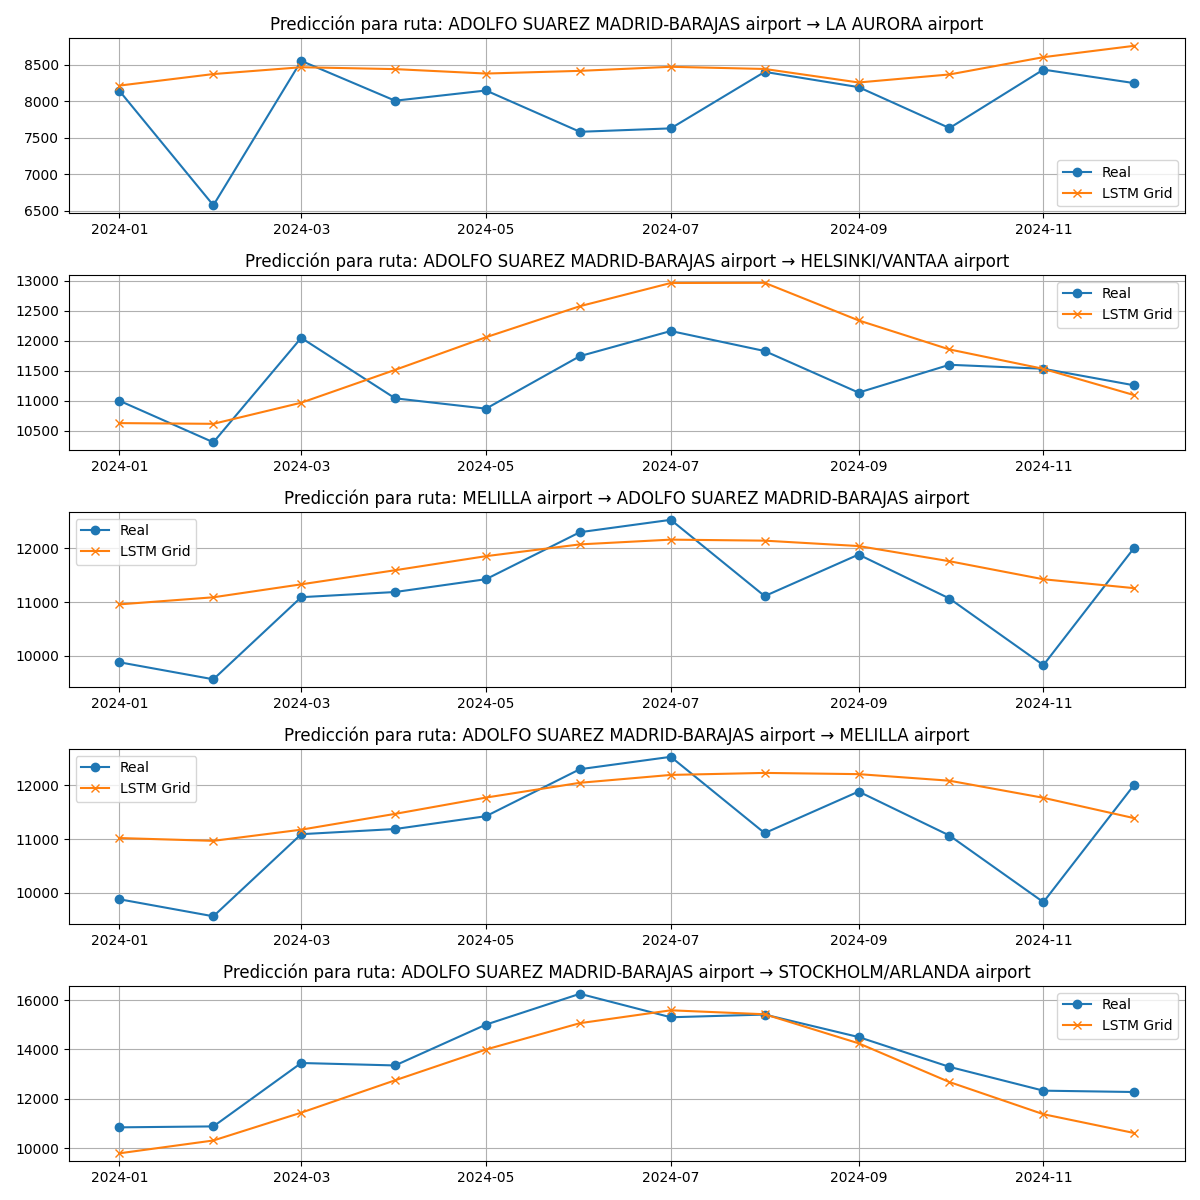 Predicción para ruta: ADOLFO SUAREZ MADRID-BARAJAS airport → LA AURORA airport
8500
8000
7500
7000
6500
Real
LSTM Grid
2024-01 2024-03 2024-05 2024-07 2024-09 2024-11
Predicción para ruta: ADOLFO SUAREZ MADRID-BARAJAS airport → HELSINKI/VANTAA airport
13000
12500
12000
11500
11000
10500
Real
LSTM Grid
2024-01 2024-03 2024-05 2024-07 2024-09 2024-11
Predicción para ruta: MELILLA airport → ADOLFO SUAREZ MADRID-BARAJAS airport
12000
11000
10000
Real
LSTM Grid
2024-01 2024-03 2024-05 2024-07 2024-09 2024-11
Predicción para ruta: ADOLFO SUAREZ MADRID-BARAJAS airport → MELILLA airport
12000
11000
10000
Real
LSTM Grid
2024-01 2024-03 2024-05 2024-07 2024-09 2024-11
Predicción para ruta: ADOLFO SUAREZ MADRID-BARAJAS airport → STOCKHOLM/ARLANDA airport
16000
14000
12000
10000
Real
LSTM Grid
2024-01 2024-03 2024-05 2024-07 2024-09 2024-11